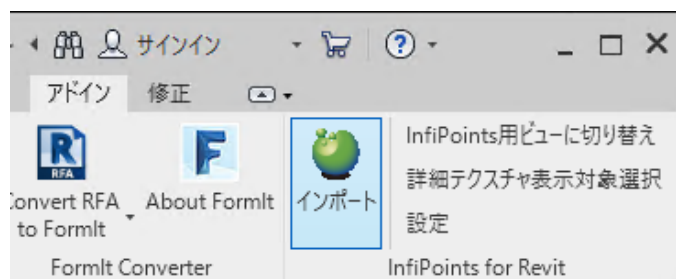 サインイン
アドイン 修正
R
RFA
Convert RFA
to FormIt
About FormIt
FormIt Converter
インポート
InfiPoints用ビューに切り替え
詳細テクスチャ表示対象選択
設定
InfiPoints for Revit